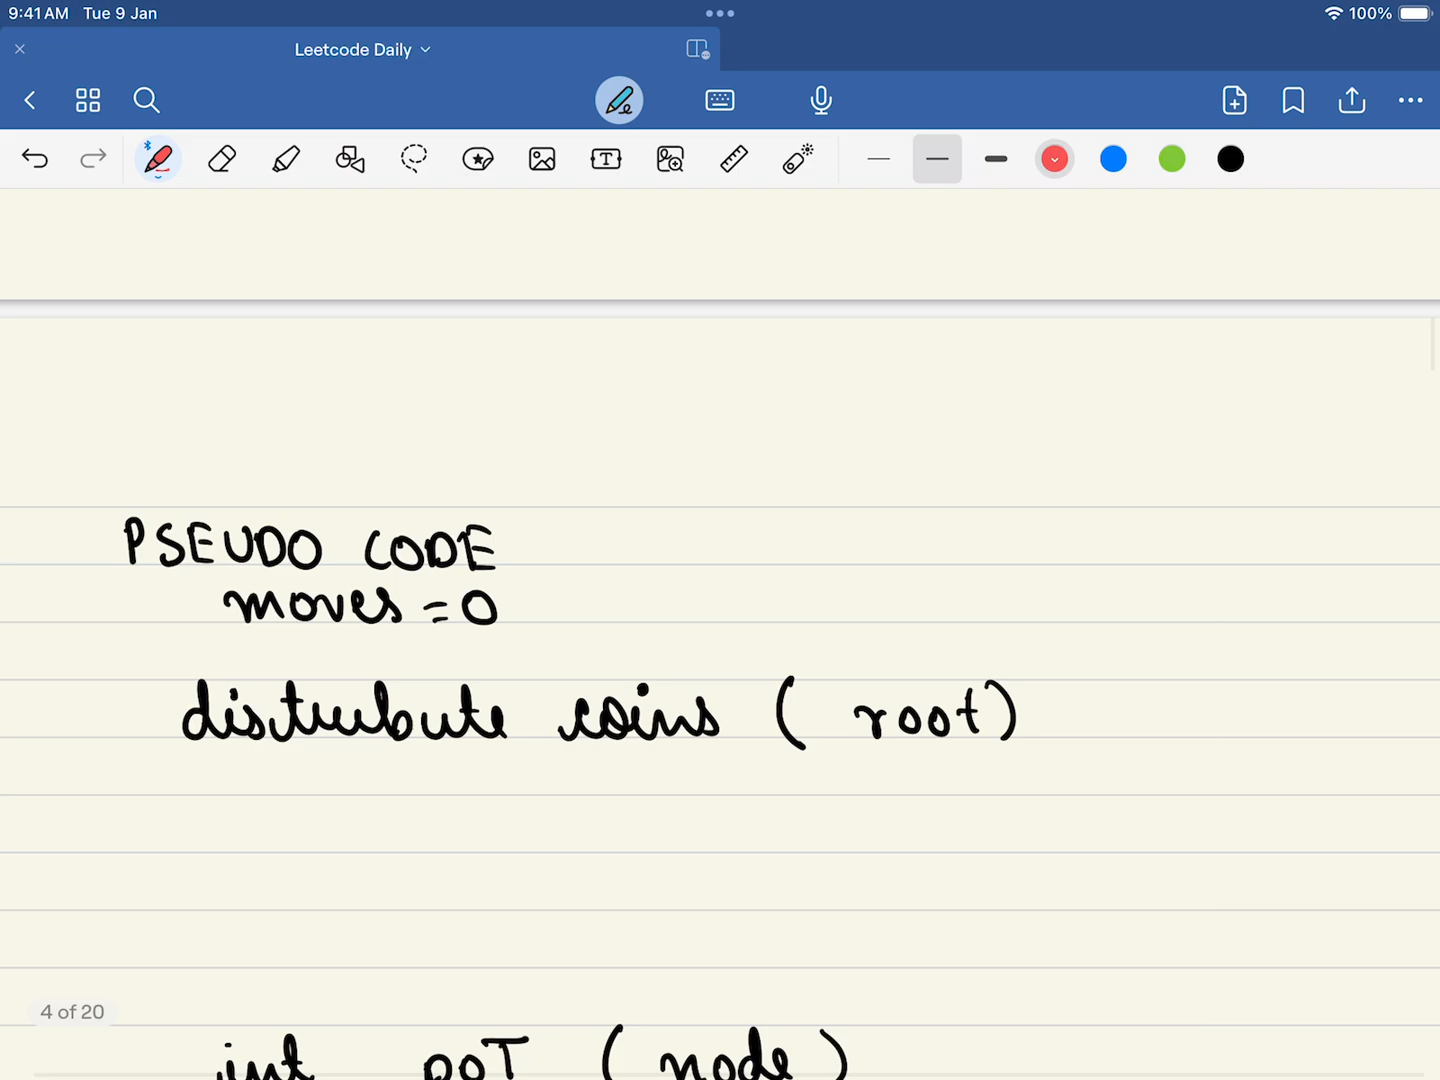 9:41 AM Tue 9 Jan
100%
Leetcode Daily
PSEUDO CODE
moves = 0
distribute coins ( root )
4 of 20
int POT ( node )